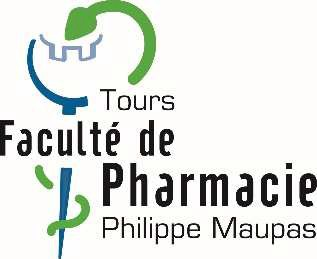 Tours
Faculté de
Pharmacie
Philippe Maupas